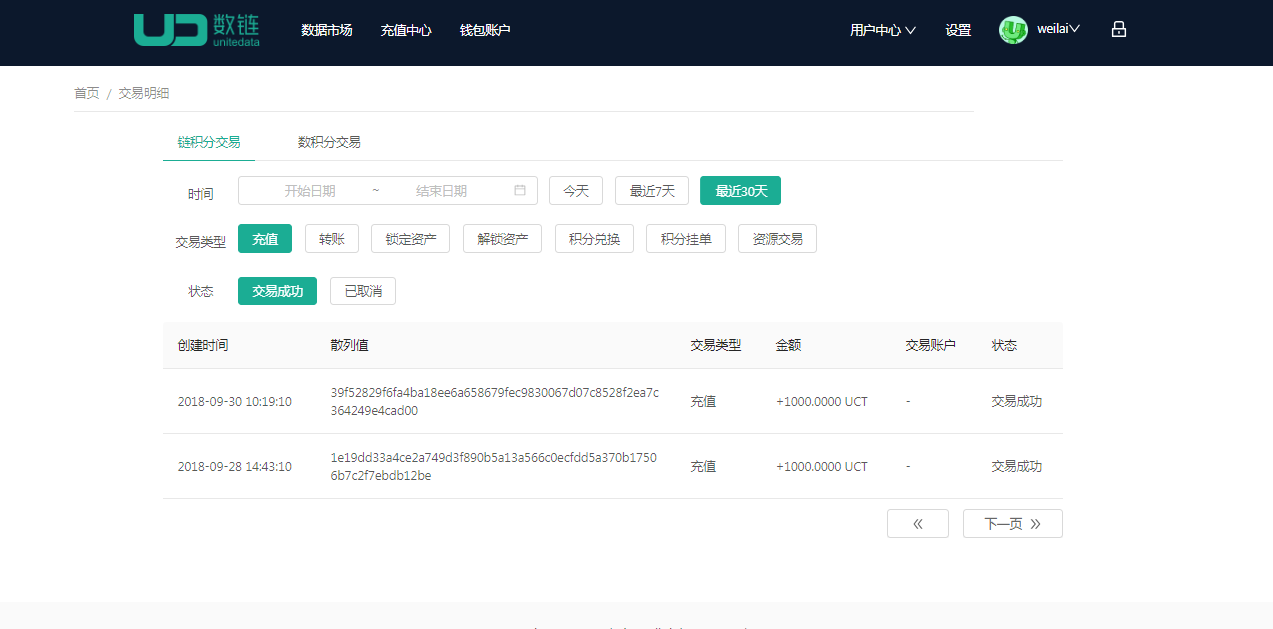 数链
unitedata
数据市场 充值中心 钱包账户 用户中心 设置 weilai
首页 / 交易明细
链积分交易 数积分交易
时间 开始日期 ~ 结束日期 今天 最近7天 最近30天
交易类型 充值 转账 锁定资产 解锁资产 积分兑换 积分挂单 资源交易
状态 交易成功 已取消
创建时间 散列值 交易类型 金额 交易账户 状态
2018-09-30 10:19:10 39f52829f6fa4ba18ee6a658679fec9830067d07c8528f2ea7c 充值 +1000.0000 UCT - 交易成功
364249e4cad00
2018-09-28 14:43:10 1e19dd33a4ce2a749d3f890b5a13a566c0ecfdd5a370b1750 充值 +1000.0000 UCT - 交易成功
6b7c2f7ebdb12be
« 下一页 »